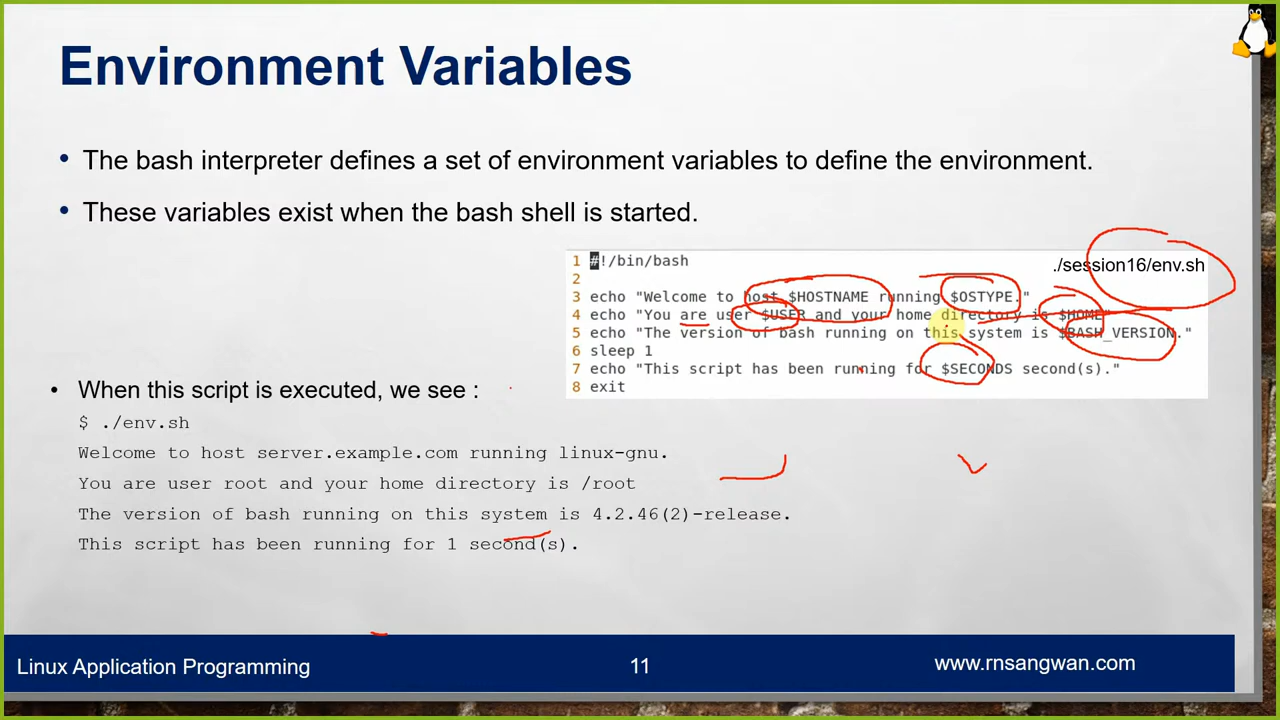 Environment Variables
• The bash interpreter defines a set of environment variables to define the environment.
• These variables exist when the bash shell is started.
./session16/env.sh
1 #!/bin/bash
2
3 echo "Welcome to host $HOSTNAME running $OSTYPE."
4 echo "You are user $USER and your home directory is $HOME"
5 echo "The version of bash running on this system is $BASH_VERSION."
6 sleep 1
7 echo "This script has been running for $SECONDS second(s)."
8 exit
• When this script is executed, we see :
$ ./env.sh
Welcome to host server.example.com running linux-gnu.
You are user root and your home directory is /root
The version of bash running on this system is 4.2.46(2)-release.
This script has been running for 1 second(s).
Linux Application Programming
11
www.rnsangwan.com